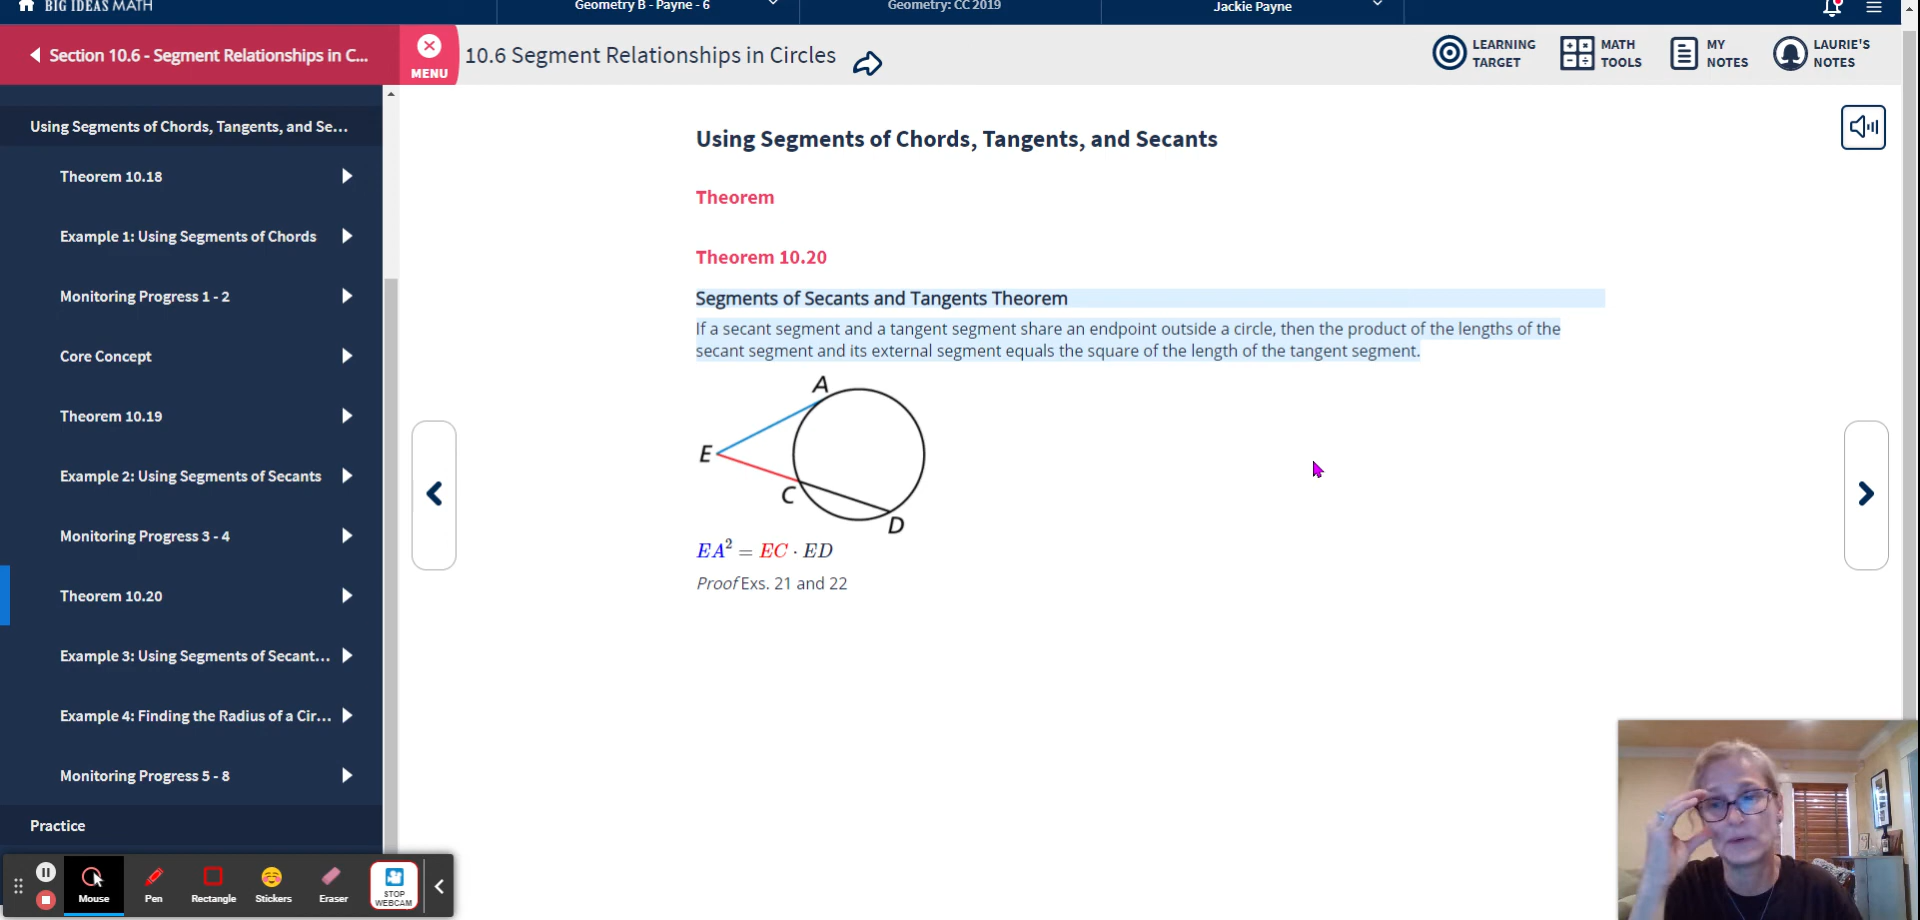 BIG IDEAS MATH
Geometry B - Payne - 6
Geometry: CC 2019
Jackie Payne
Section 10.6 - Segment Relationships in C...
MENU
10.6 Segment Relationships in Circles
LEARNING TARGET
MATH TOOLS
MY NOTES
LAURIE'S NOTES
Using Segments of Chords, Tangents, and Se...
Theorem 10.18
Example 1: Using Segments of Chords
Monitoring Progress 1 - 2
Core Concept
Theorem 10.19
Example 2: Using Segments of Secants
Monitoring Progress 3 - 4
Theorem 10.20
Example 3: Using Segments of Secant...
Example 4: Finding the Radius of a Cir...
Monitoring Progress 5 - 8
Practice
Using Segments of Chords, Tangents, and Secants
Theorem
Theorem 10.20
Segments of Secants and Tangents Theorem
If a secant segment and a tangent segment share an endpoint outside a circle, then the product of the lengths of the
secant segment and its external segment equals the square of the length of the tangent segment.
A
E
C
D
EA² = EC · ED
Proof Exs. 21 and 22
Mouse
Pen
Rectangle
Stickers
Eraser
STOP WEBCAM